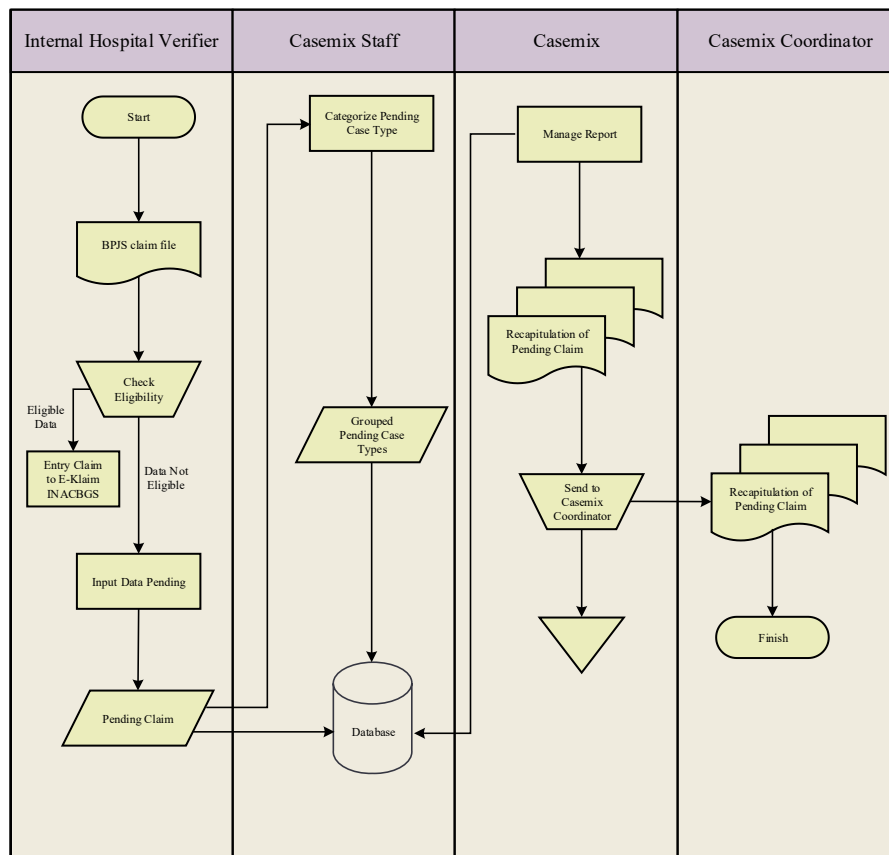 Internal Hospital Verifier
Casemix Staff
Casemix
Casemix Coordinator
Start
BPJS claim file
Check
Eligibility
Eligible
Data
Entry Claim
to E-Klaim
INACBGS
Data Not
Eligible
Input Data Pending
Pending Claim
Categorize Pending
Case Type
Grouped
Pending Case
Types
Database
Manage Report
Recapitulation of
Pending Claim
Send to
Casemix
Coordinator
Recapitulation of
Pending Claim
Finish